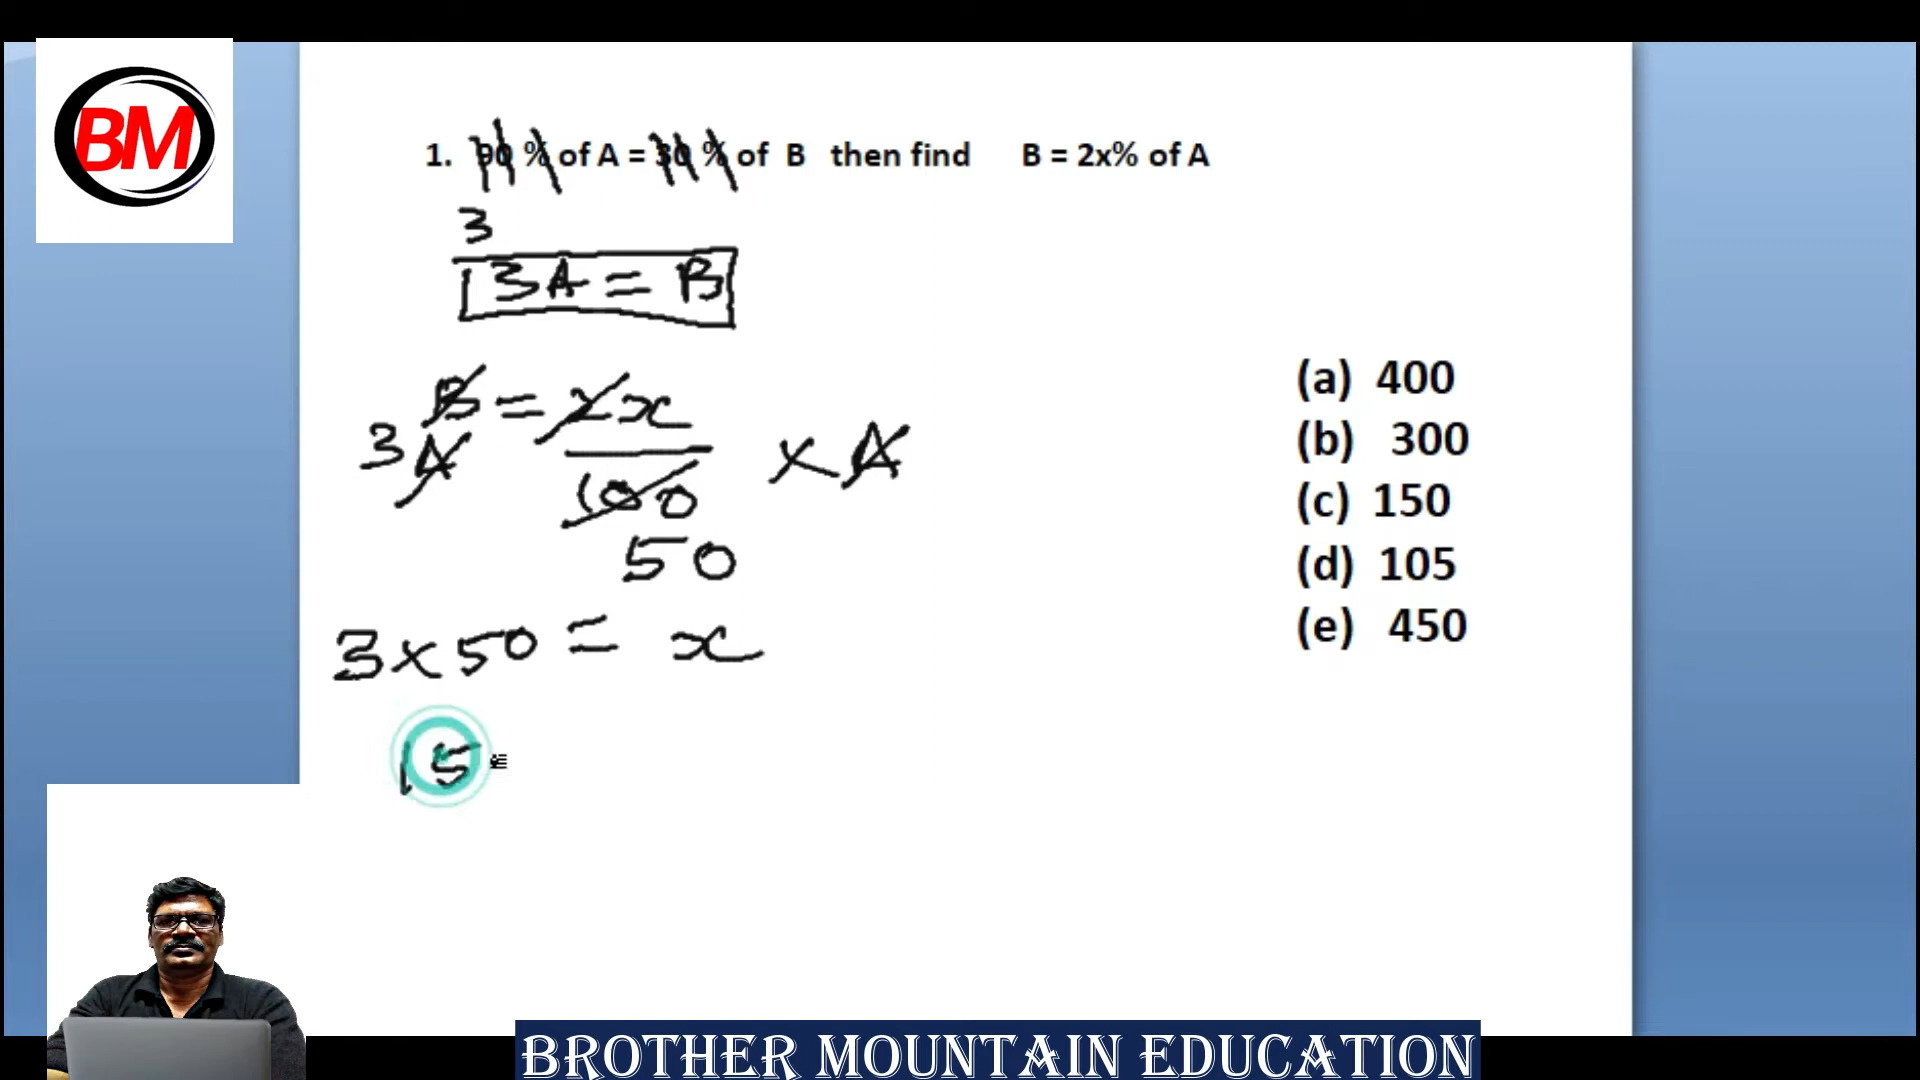 BM
1. 90 % of A = 30 % of B then find B = 2x% of A
3
3A = B
B = 2x
3A
100
x A
50
3 x 50 = x
15
(a) 400
(b) 300
(c) 150
(d) 105
(e) 450
BROTHER MOUNTAIN EDUCATION